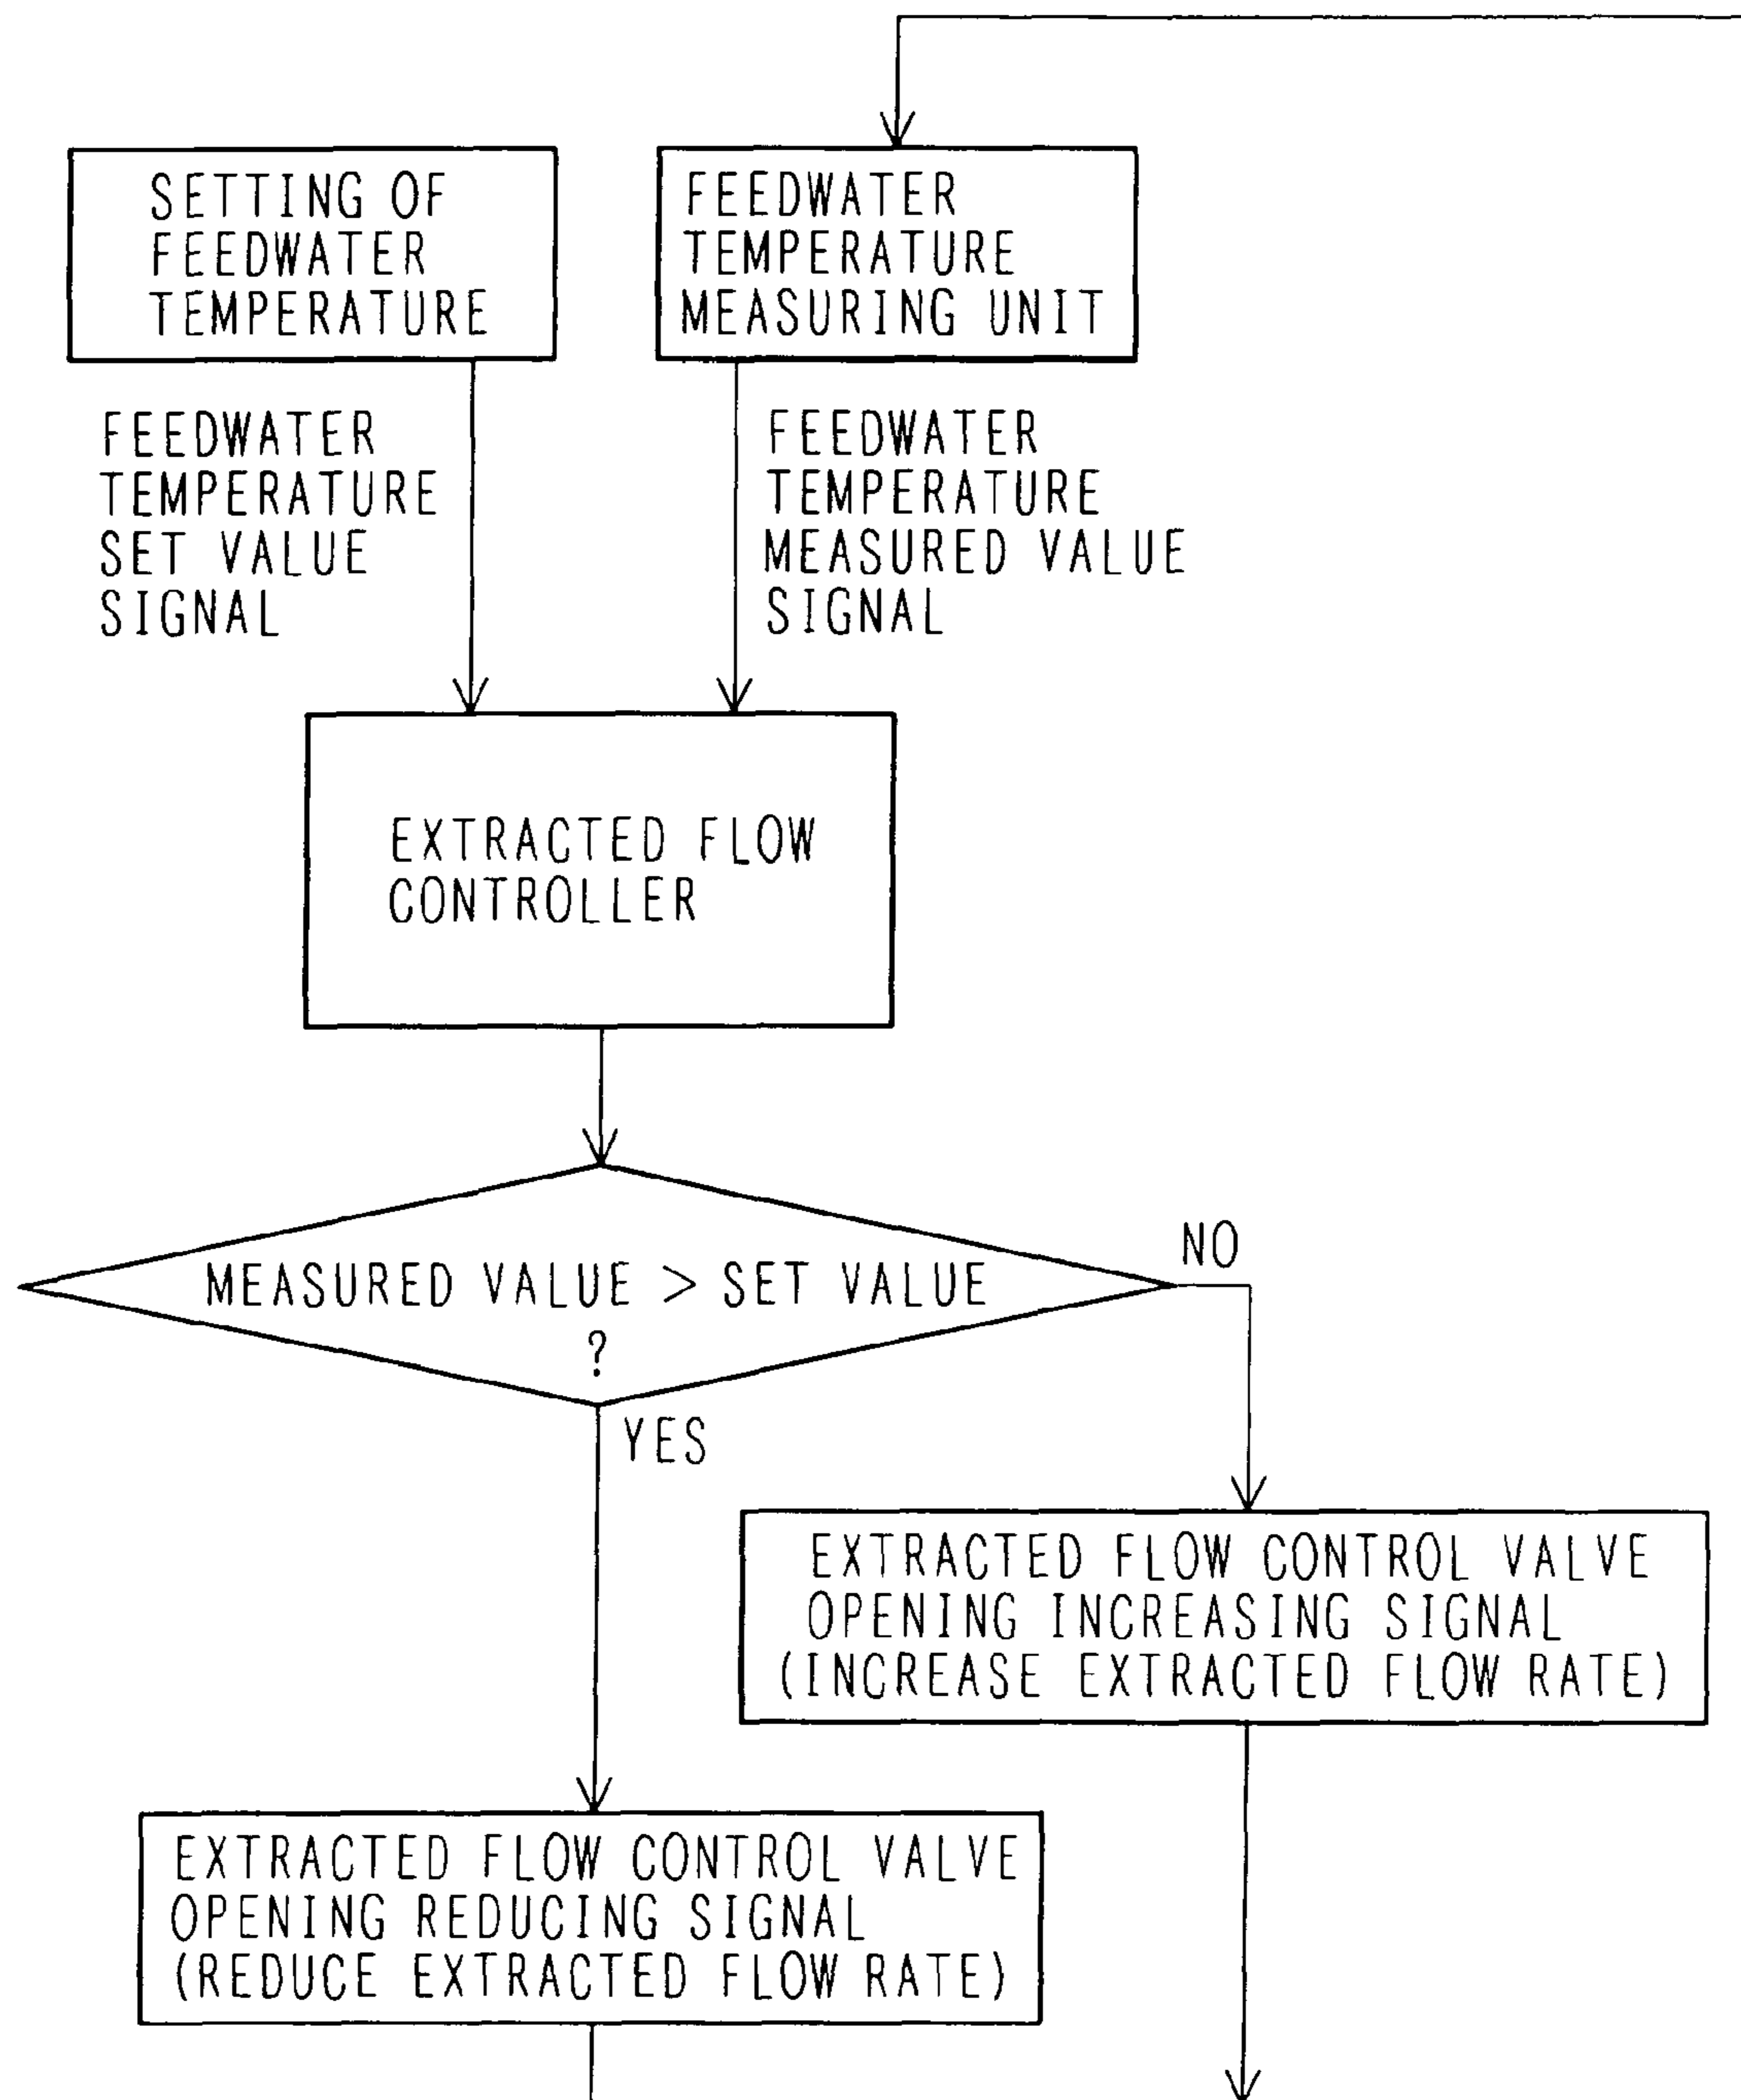 SETTING OF
FEEDWATER
TEMPERATURE
FEEDWATER
TEMPERATURE
MEASURING UNIT
FEEDWATER
TEMPERATURE
SET VALUE
SIGNAL
FEEDWATER
TEMPERATURE
MEASURED VALUE
SIGNAL
EXTRACTED FLOW
CONTROLLER
MEASURED VALUE > SET VALUE
?
NO
YES
EXTRACTED FLOW CONTROL VALVE
OPENING INCREASING SIGNAL
(INCREASE EXTRACTED FLOW RATE)
EXTRACTED FLOW CONTROL VALVE
OPENING REDUCING SIGNAL
(REDUCE EXTRACTED FLOW RATE)